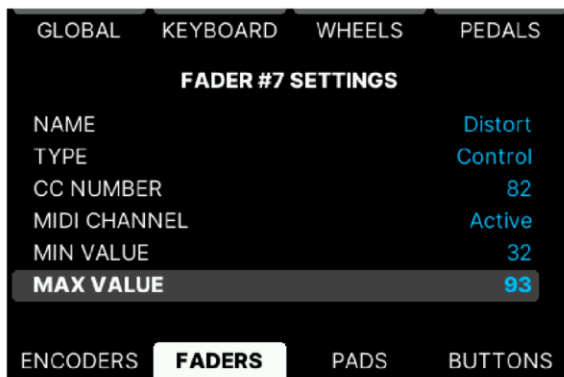 GLOBAL KEYBOARD WHEELS PEDALS
FADER #7 SETTINGS
NAME Distort
TYPE Control
CC NUMBER 82
MIDI CHANNEL Active
MIN VALUE 32
MAX VALUE 93
ENCODERS FADERS PADS BUTTONS